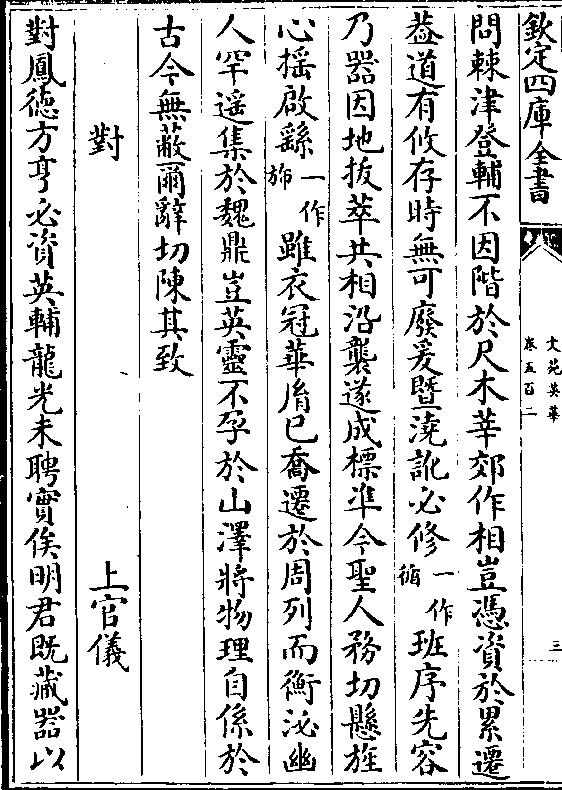 欽定四庫全書
文苑英華
卷五百二
三
問棘津登輔不因階於尺木莘郊作相豈憑資於累遷
葢道有攸存時無可廢爰暨澆訛必修一作循班序先容
乃器因地拔萃共相沿襲遂成標準今聖人務切懸旌
心揺啟繇一作斾雖衣冠華胄已喬遷於周列而衡泌幽
人罕遥集於魏鼎豈英靈不孕於山澤將物理自係於
古今無蔽爾辭切陳其致
對
上官儀
對鳳徳方亨必資英輔龍光未聘實俟明君既藏器以